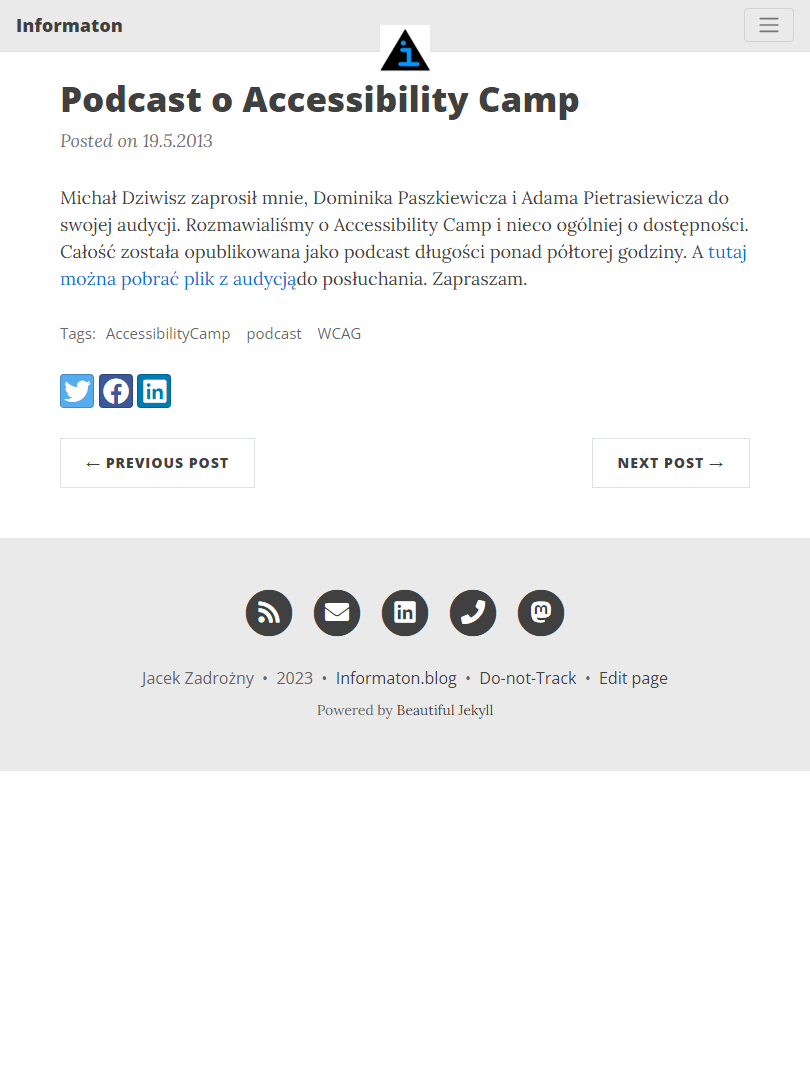 Informaton
Podcast o Accessibility Camp
Posted on 19.5.2013
Michał Dziwisz zaprosił mnie, Dominika Paszkiewicza i Adama Pietrasiewicza do
swojej audycji. Rozmawialiśmy o Accessibility Camp i nieco ogólniej o dostępności.
Całość została opublikowana jako podcast długości ponad półtorej godziny. A tutaj
można pobrać plik z audycjądo posłuchania. Zapraszam.
Tags: AccessibilityCamp podcast WCAG
← PREVIOUS POST
NEXT POST →
Jacek Zadrożny • 2023 • Informaton.blog • Do-not-Track • Edit page
Powered by Beautiful Jekyll